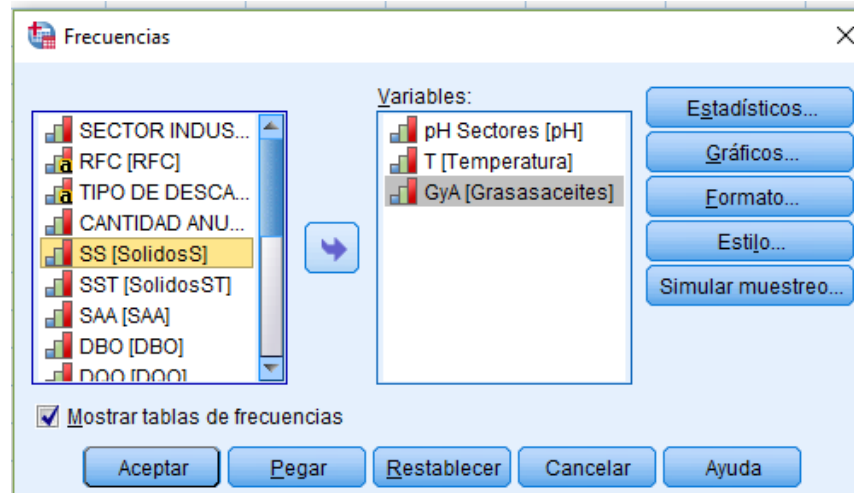 Frecuencias
SECTOR INDUS...
RFC [RFC]
TIPO DE DESCA...
CANTIDAD ANU...
SS [SolidosS]
SST [SolidosST]
SAA [SAA]
DBO [DBO]
DQO [DQO]
Variables:
pH Sectores [pH]
T [Temperatura]
GyA [Grasasaceites]
Estadísticos...
Gráficos...
Formato...
Estilo...
Simular muestreo...
Mostrar tablas de frecuencias
Aceptar Pegar Restablecer Cancelar Ayuda